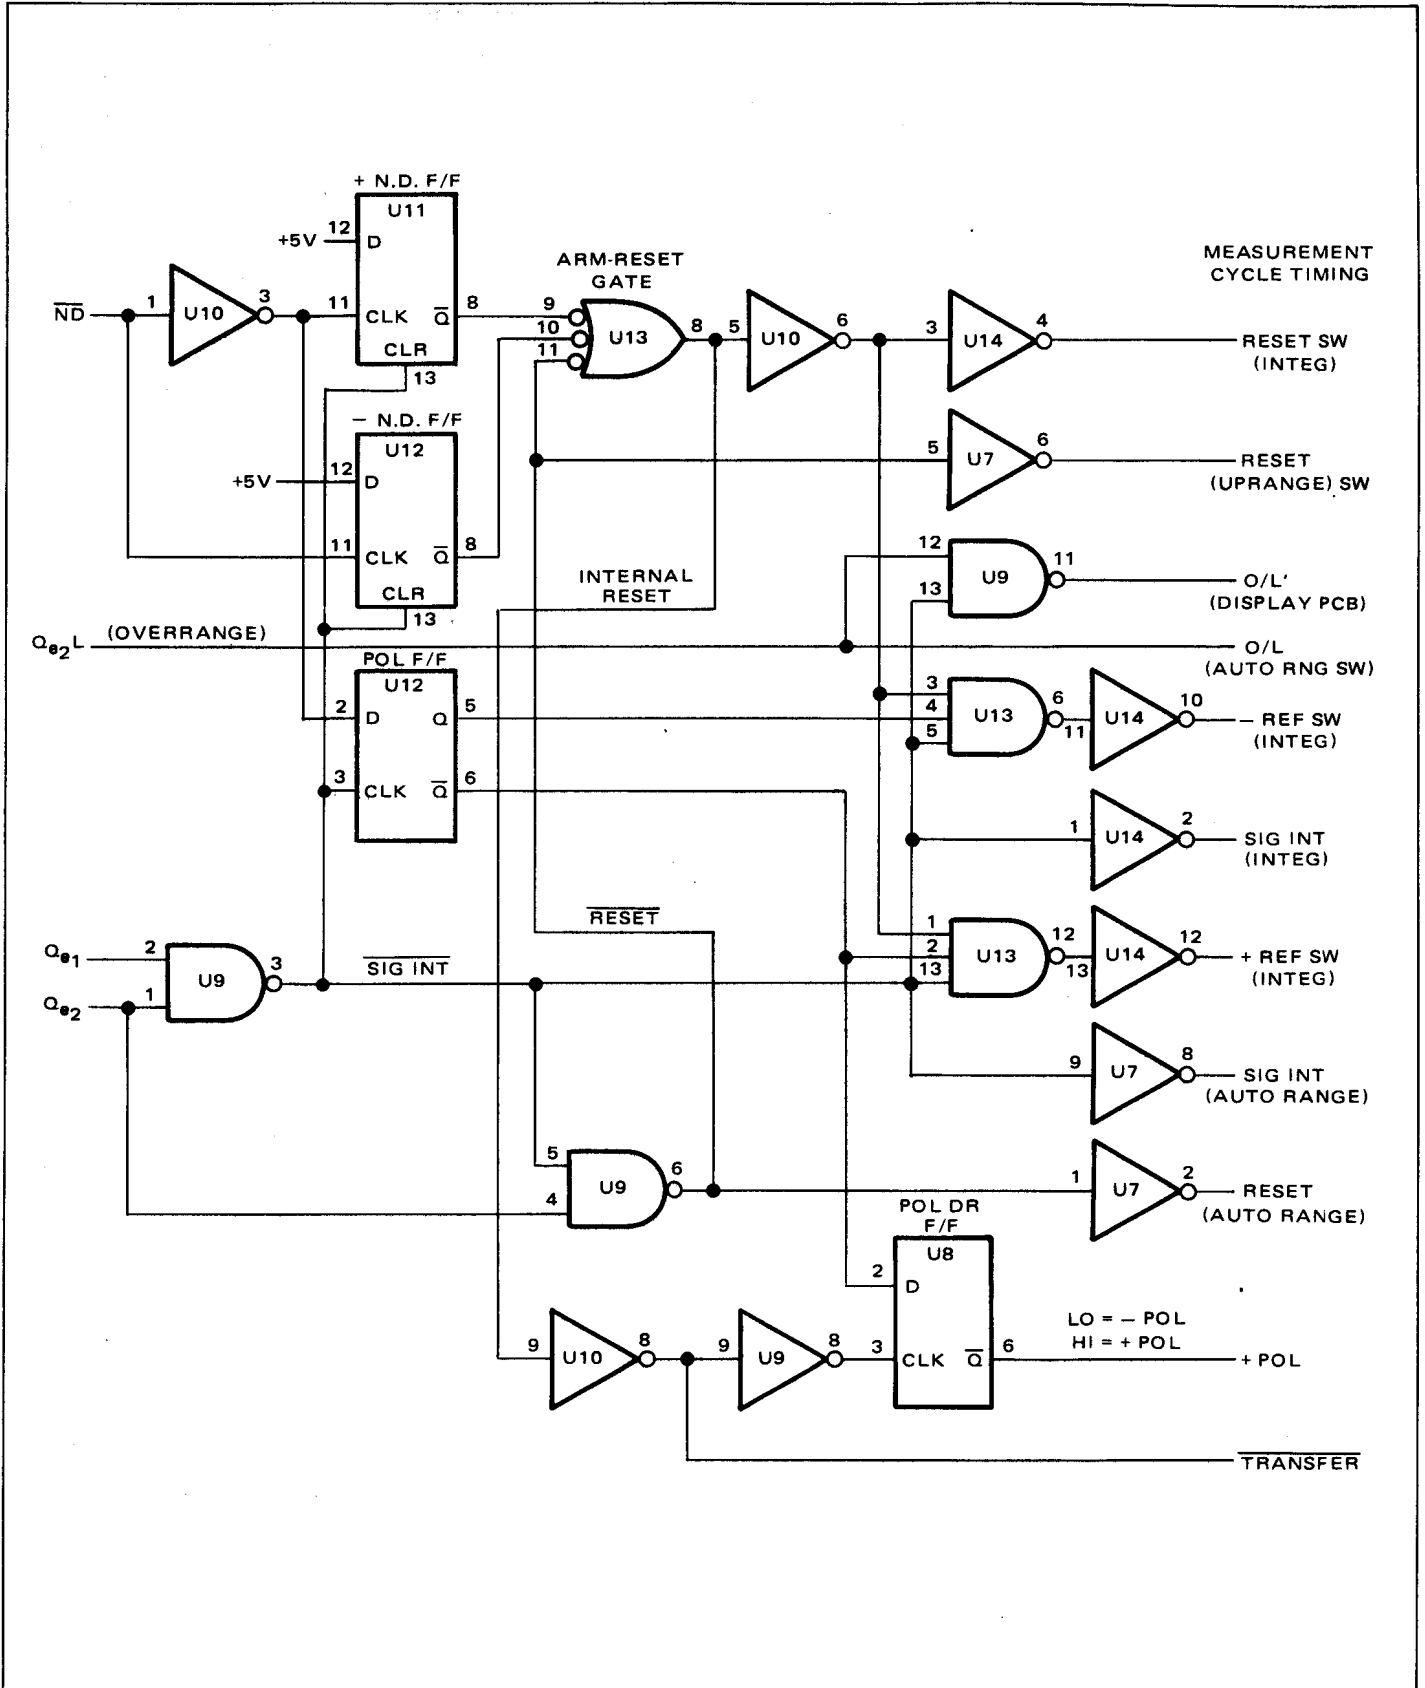 + N.D. F/F
U11
12
+5V
D
ARM-RESET
GATE
MEASUREMENT
CYCLE TIMING
ND
1
U10
3
11
CLK
Q
8
CLR
13
9
10
11
U13
8
5
U10
6
3
U14
4
RESET SW
(INTEG)
5
U7
6
RESET
(UPRANGE) SW
− N.D. F/F
U12
12
+5V
D
11
CLK
Q
8
CLR
13
INTERNAL
RESET
12
13
U9
11
O/L'
(DISPLAY PCB)
Qe2L
(OVERRANGE)
O/L
(AUTO RNG SW)
POL F/F
U12
2
D
Q
5
3
CLK
Q
6
3
4
5
U13
6
11
U14
10
− REF SW
(INTEG)
1
U14
2
SIG INT
(INTEG)
RESET
Qe1
2
Qe2
1
U9
3
SIG INT
1
2
13
U13
12
13
U14
12
+ REF SW
(INTEG)
9
U7
8
SIG INT
(AUTO RANGE)
5
4
U9
6
1
U7
2
RESET
(AUTO RANGE)
POL DR
F/F
U8
2
D
9
U10
8
9
U9
8
3
CLK
Q
6
LO = − POL
HI = + POL
+ POL
TRANSFER